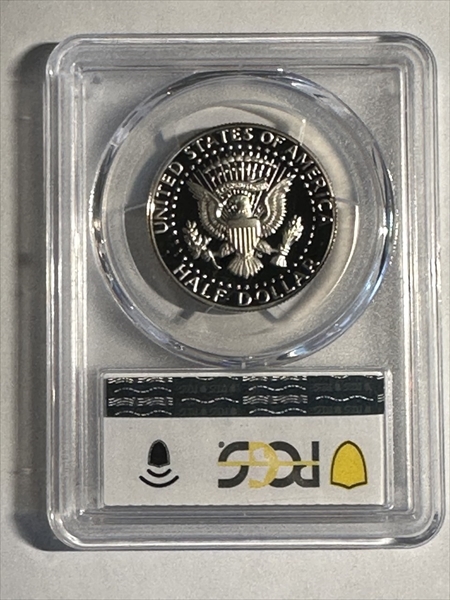 UNITED STATES OF AMERICA
HALF DOLLAR
PCGS